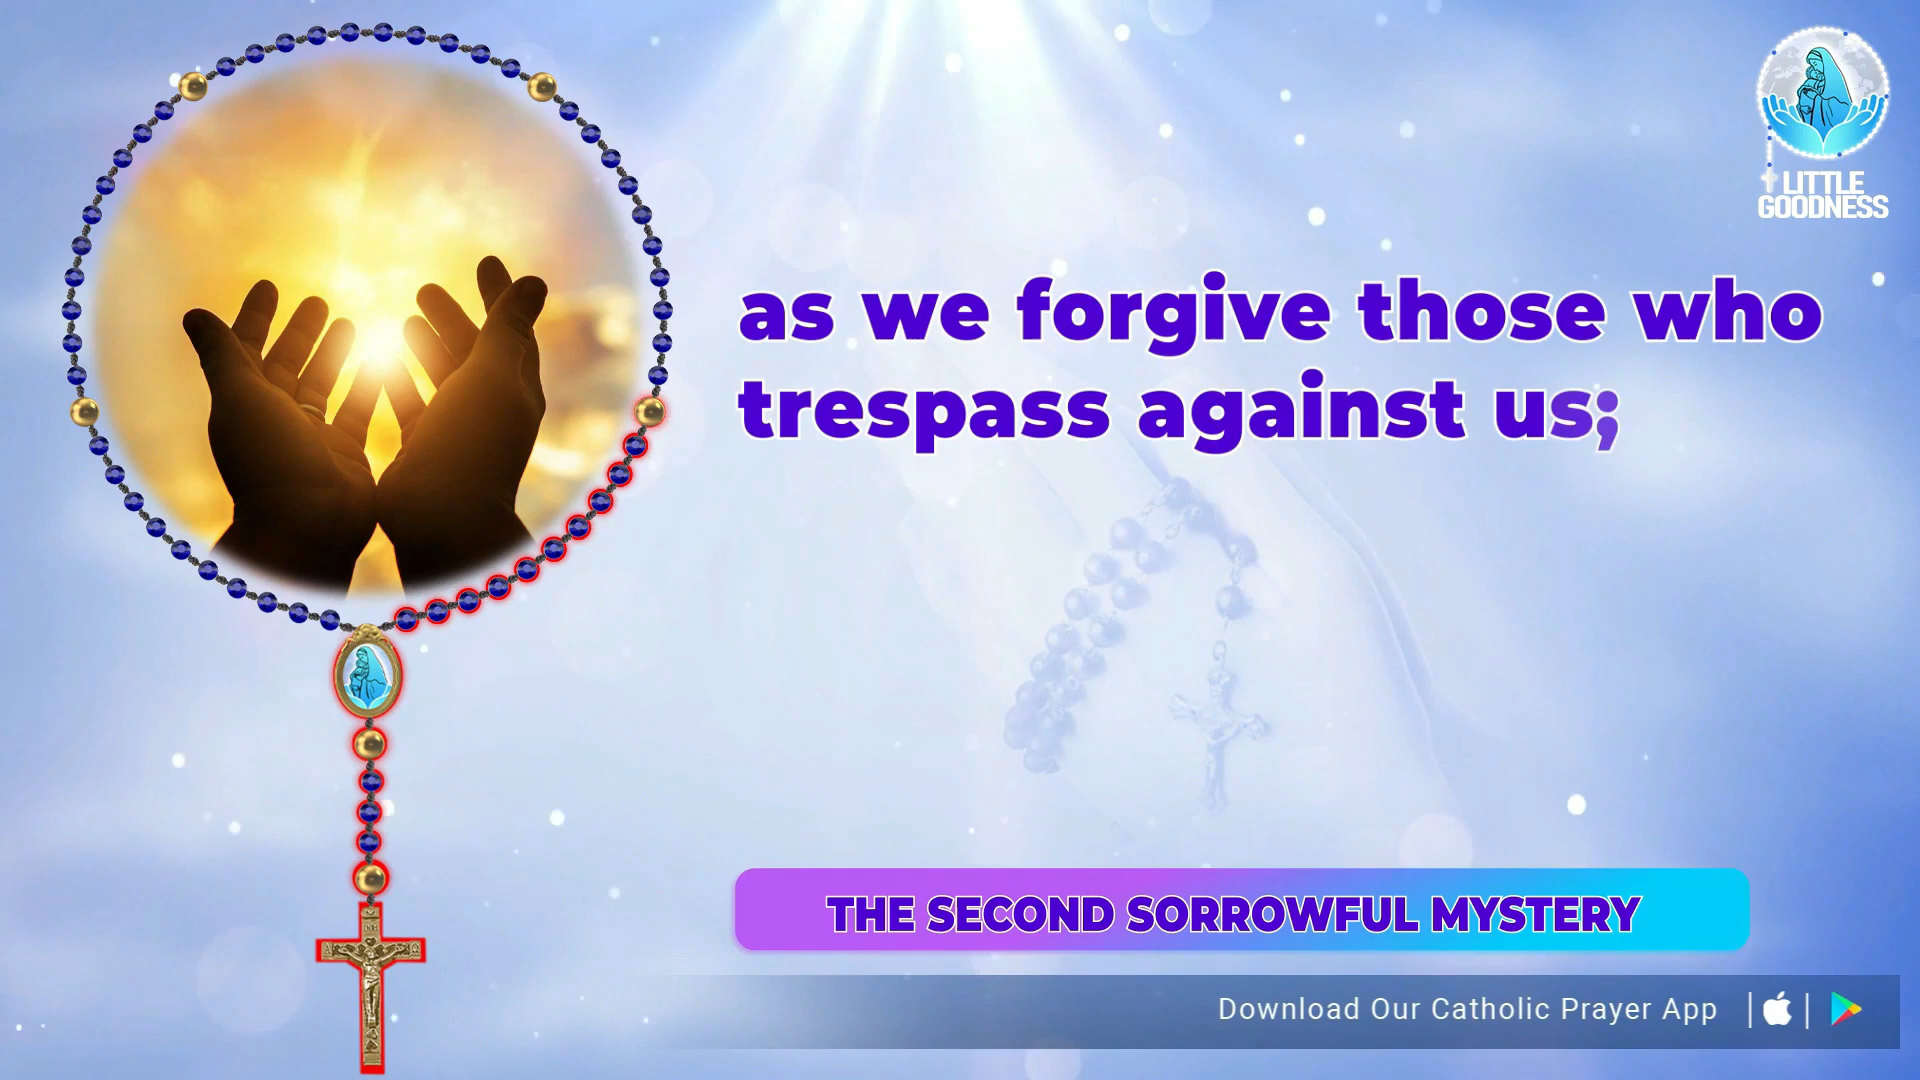 LITTLE
GOODNESS
as we forgive those who
trespass against us;
THE SECOND SORROWFUL MYSTERY
Download Our Catholic Prayer App